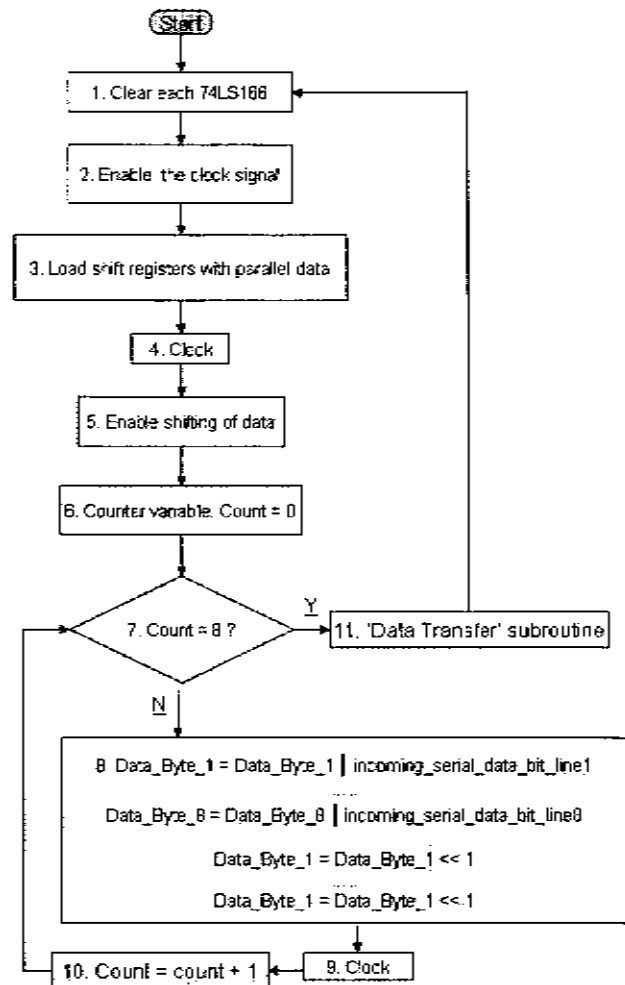 Start
1. Clear each 74LS166
2. Enable the clock signal
3. Load shift registers with parallel data
4. Clock
5. Enable shifting of data
6. Counter variable. Count = 0
7. Count = 8 ?
Y
11. 'Data Transfer' subroutine
N
8 Data_Byte_1 = Data_Byte_1 | incoming_serial_data_bit_line1
....
Data_Byte_8 = Data_Byte_8 | incoming_serial_data_bit_line8
Data_Byte_1 = Data_Byte_1 << 1
....
Data_Byte_1 = Data_Byte_1 << 1
9. Clock
10. Count = count + 1